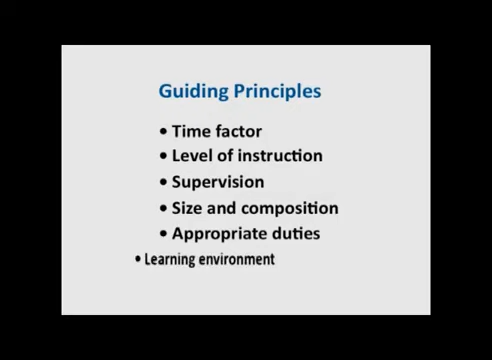 Guiding Principles
• Time factor
• Level of instruction
• Supervision
• Size and composition
• Appropriate duties
• Learning environment